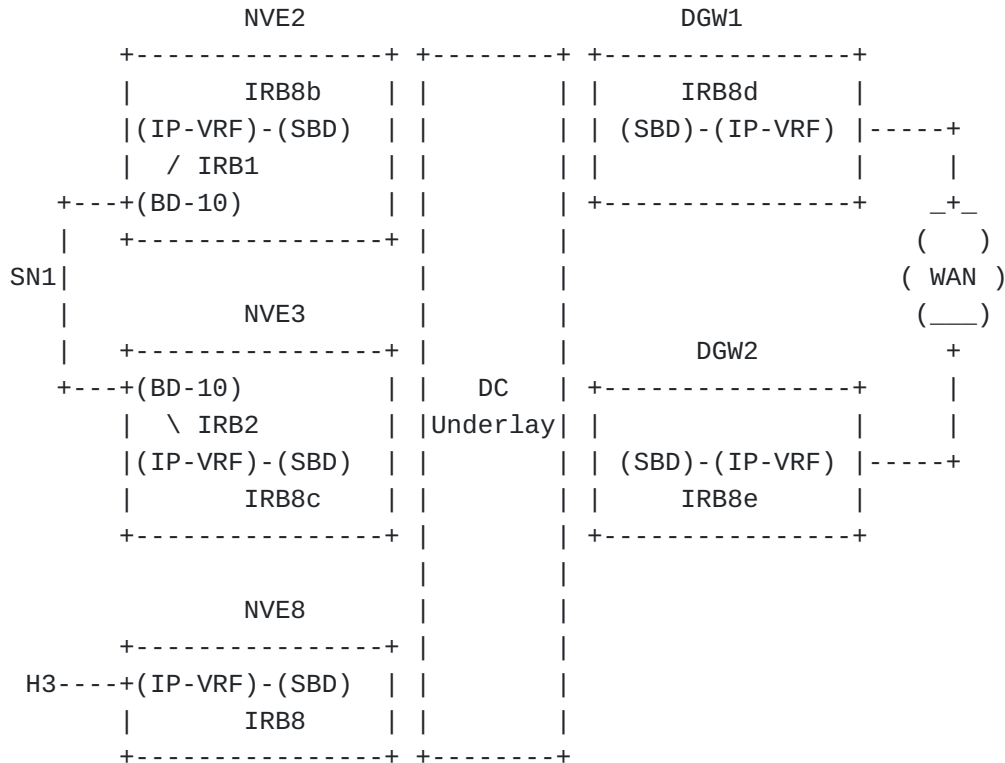 NVE2 DGW1
IRB8b IRB8d
(IP-VRF)-(SBD) (SBD)-(IP-VRF)
/ IRB1
(BD-10)
SN1 ( WAN )
NVE3
DGW2
(BD-10) DC
\ IRB2 Underlay
(IP-VRF)-(SBD) (SBD)-(IP-VRF)
IRB8c IRB8e
NVE8
H3----+(IP-VRF)-(SBD)
IRB8